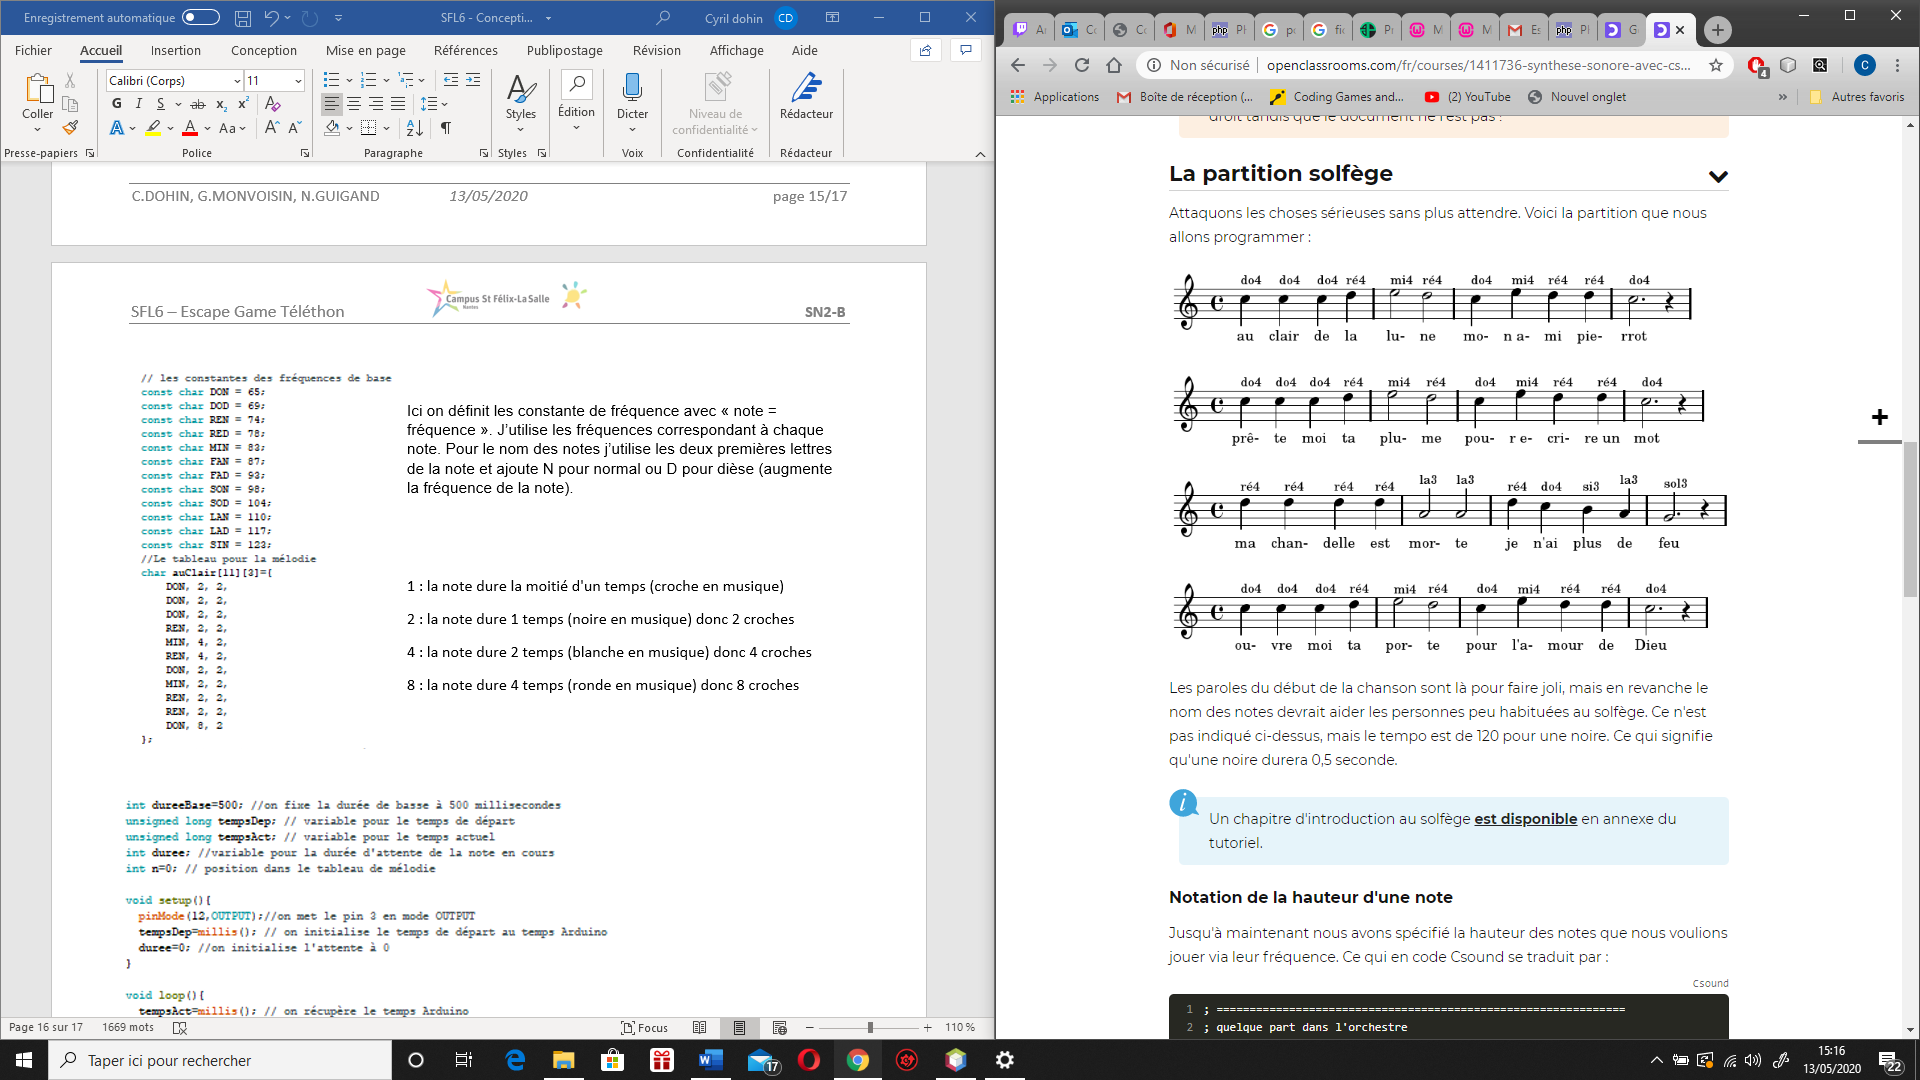 Enregistrement automatique
SFL6 - Concepti...
Cyril dohin
CD
Fichier Accueil Insertion Conception Mise en page Références Publipostage Révision Affichage Aide
Calibri (Corps) 11
Coller
G I S ab x₂ x²
Aa
Styles
Édition
Dicter
Niveau de
confidentialité
Rédacteur
Presse-papiers Police Paragraphe Styles Voix Confidentialité Rédacteur
C.DOHIN, G.MONVOISIN, N.GUIGAND 13/05/2020 page 15/17
SFL6 – Escape Game Téléthon
Campus St Félix-La Salle
Nantes
SN2-B
// les constantes des fréquences de base
const char DON = 65;
const char DOD = 69;
const char REN = 74;
const char RED = 78;
const char MIN = 83;
const char FAN = 87;
const char FAD = 93;
const char SON = 98;
const char SOD = 104;
const char LAN = 110;
const char LAD = 117;
const char SIN = 123;
//Le tableau pour la mélodie
char auClair[11][3]={
DON, 2, 2,
DON, 2, 2,
DON, 2, 2,
REN, 2, 2,
MIN, 4, 2,
REN, 4, 2,
DON, 2, 2,
MIN, 2, 2,
REN, 2, 2,
REN, 2, 2,
DON, 8, 2
};
Ici on définit les constante de fréquence avec « note =
fréquence ». J'utilise les fréquences correspondant à chaque
note. Pour le nom des notes j'utilise les deux premières lettres
de la note et ajoute N pour normal ou D pour dièse (augmente
la fréquence de la note).
1 : la note dure la moitié d'un temps (croche en musique)
2 : la note dure 1 temps (noire en musique) donc 2 croches
4 : la note dure 2 temps (blanche en musique) donc 4 croches
8 : la note dure 4 temps (ronde en musique) donc 8 croches
int dureeBase=500; //on fixe la durée de basse à 500 millisecondes
unsigned long tempsDep; // variable pour le temps de départ
unsigned long tempsAct; // variable pour le temps actuel
int duree; //variable pour la durée d'attente de la note en cours
int n=0; // position dans le tableau de mélodie
void setup(){
pinMode(12,OUTPUT);//on met le pin 3 en mode OUTPUT
tempsDep=millis(); // on initialise le temps de départ au temps Arduino
duree=0; //on initialise l'attente à 0
}
void loop(){
tempsAct=millis(); // on récupère le temps Arduino
Page 16 sur 17 1669 mots Focus 110 %
Non sécurisé openclassrooms.com/fr/courses/1411736-synthese-sonore-avec-cs...
4
C
Applications Boîte de réception (... Coding Games and... (2) YouTube Nouvel onglet » Autres favoris
droit tandis que le document ne l'est pas !
La partition solfège
Attaquons les choses sérieuses sans plus attendre. Voici la partition que nous
allons programmer :
do4 do4 do4 ré4 mi4 ré4 do4 mi4 ré4 ré4 do4
au clair de la lu- ne mo- n a- mi pie- rrot
do4 do4 do4 ré4 mi4 ré4 do4 mi4 ré4 ré4 do4
prê- te moi ta plu- me pou- r e- cri- re un mot
ré4 ré4 ré4 ré4 la3 la3 ré4 do4 si3 la3 sol3
ma chan- delle est mor- te je n'ai plus de feu
do4 do4 do4 ré4 mi4 ré4 do4 mi4 ré4 ré4 do4
ou- vre moi ta por- te pour l'a- mour de Dieu
Les paroles du début de la chanson sont là pour faire joli, mais en revanche le
nom des notes devrait aider les personnes peu habituées au solfège. Ce n'est
pas indiqué ci-dessus, mais le tempo est de 120 pour une noire. Ce qui signifie
qu'une noire durera 0,5 seconde.
Un chapitre d'introduction au solfège est disponible en annexe du
tutoriel.
Notation de la hauteur d'une note
Jusqu'à maintenant nous avons spécifié la hauteur des notes que nous voulions
jouer via leur fréquence. Ce qui en code Csound se traduit par :
Csound
1 ; ==============================================================
2 ; quelque part dans l'orchestre
Taper ici pour rechercher
17
15:16
13/05/2020
22